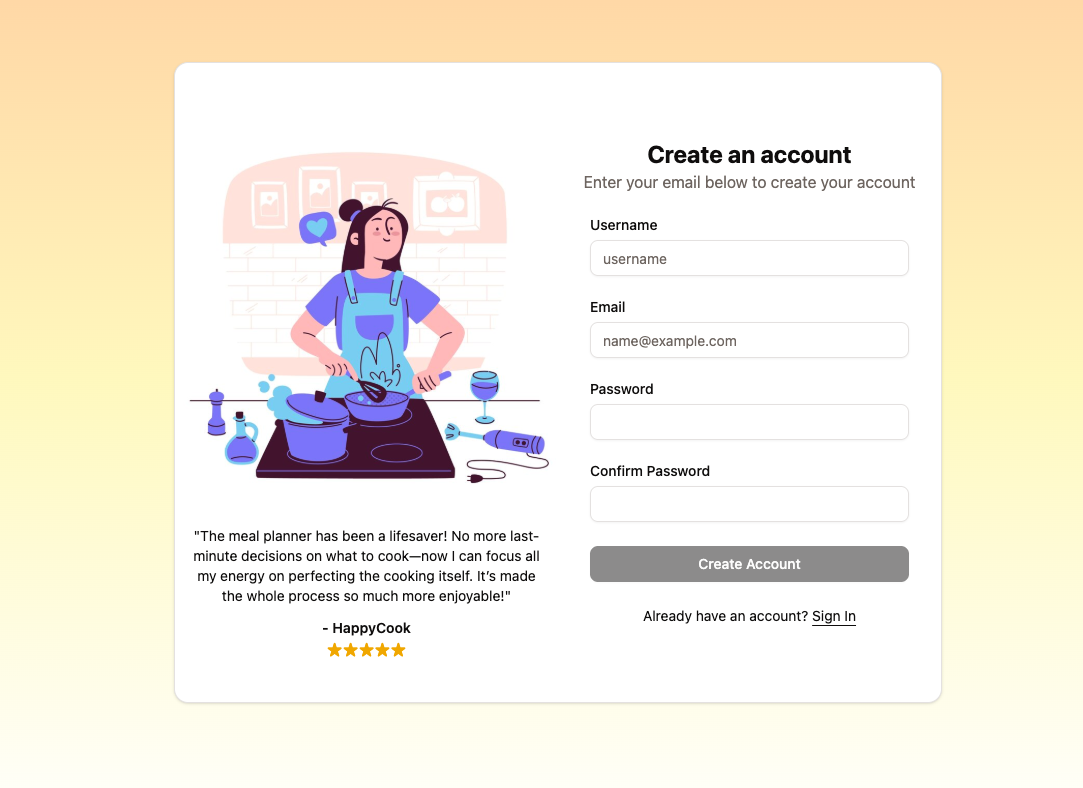 "The meal planner has been a lifesaver! No more last-
minute decisions on what to cook—now I can focus all
my energy on perfecting the cooking itself. It’s made
the whole process so much more enjoyable!"
- HappyCook
Create an account
Enter your email below to create your account
Username
username
Email
name@example.com
Password
Confirm Password
Create Account
Already have an account? Sign In